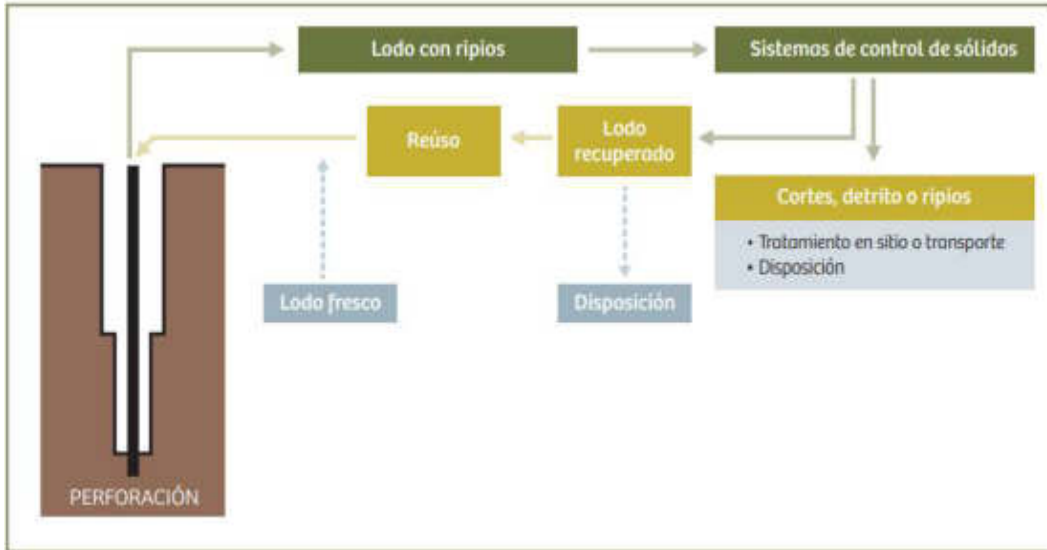 Lodo con ripios
Sistemas de control de sólidos
Reúso
Lodo
recuperado
Cortes, detrito o ripios
• Tratamiento en sitio o transporte
• Disposición
Lodo fresco
Disposición
PERFORACIÓN